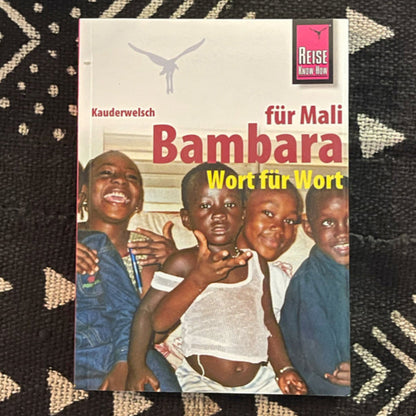 REISE
KNOW-HOW
Kauderwelsch
für Mali
Bambara
Wort für Wort